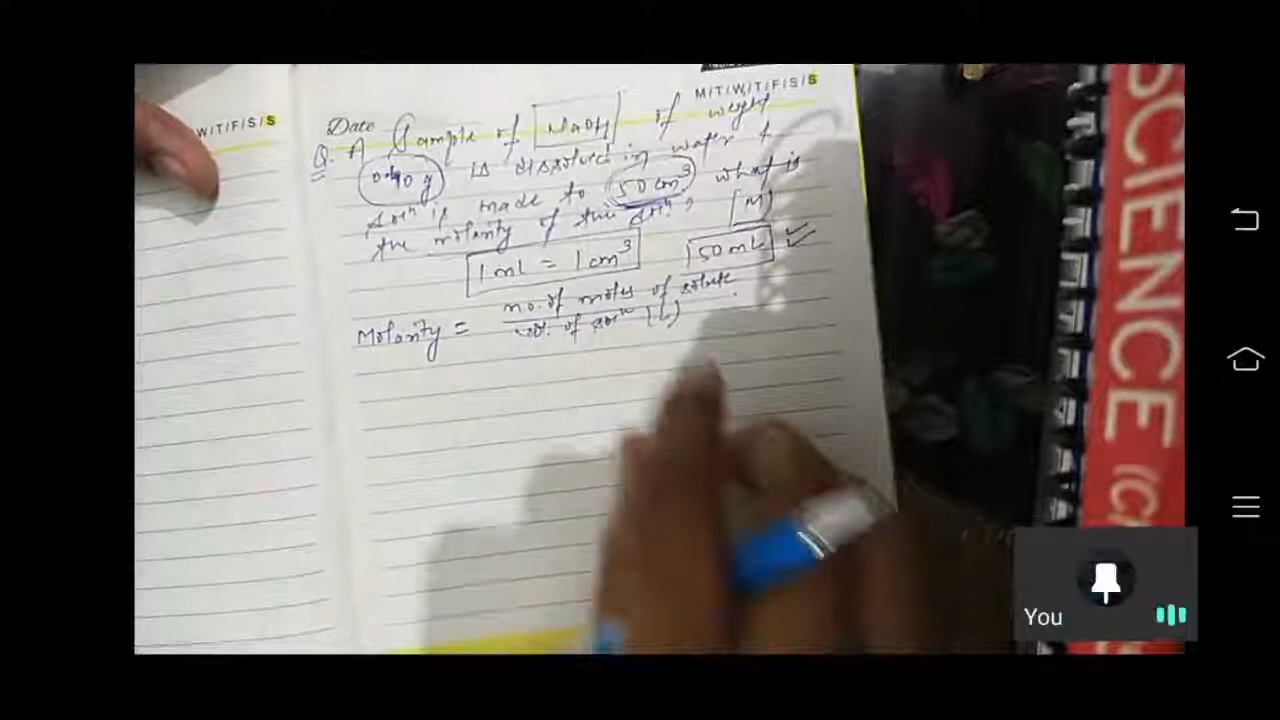 W/T/F/S/S
M/T/W/T/F/S/S
Date
Q. A Sample of NaOH of weight
g is dissolved in water &
solⁿ is made to 50 cm³ what is
the molarity of the solⁿ? [M]
1 mL = 1 cm³ 50 mL
Molarity = no. of moles of solute
vol. of solⁿ (L)
SCIENCE
You